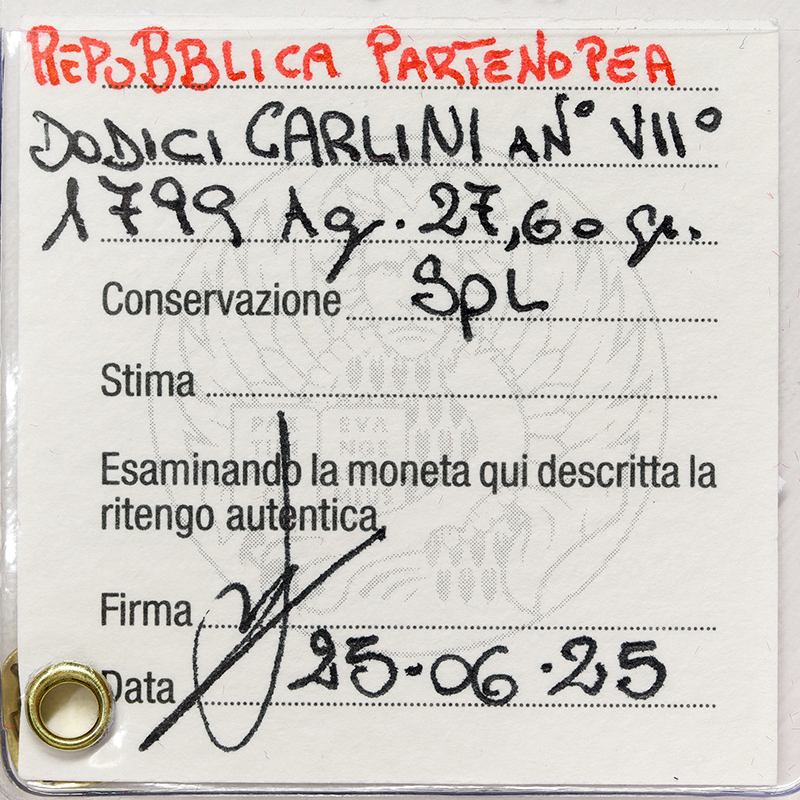 REPUBBLICA PARTENOPEA
DODICI CARLINI AN° VII°
1799 Ag. 27,60 gr.
Conservazione SPL
Stima
Esaminando la moneta qui descritta la
ritengo autentica
Firma
Data 25-06-25